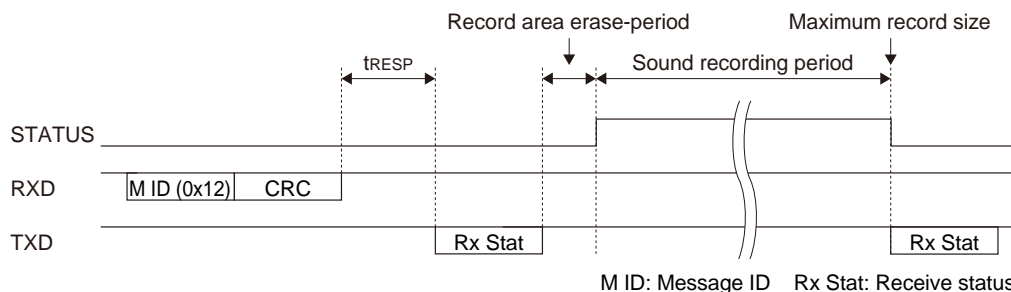 Record area erase-period
Maximum record size
tRESP
Sound recording period
STATUS
RXD
M ID (0x12)
CRC
TXD
Rx Stat
Rx Stat
M ID: Message ID Rx Stat: Receive status